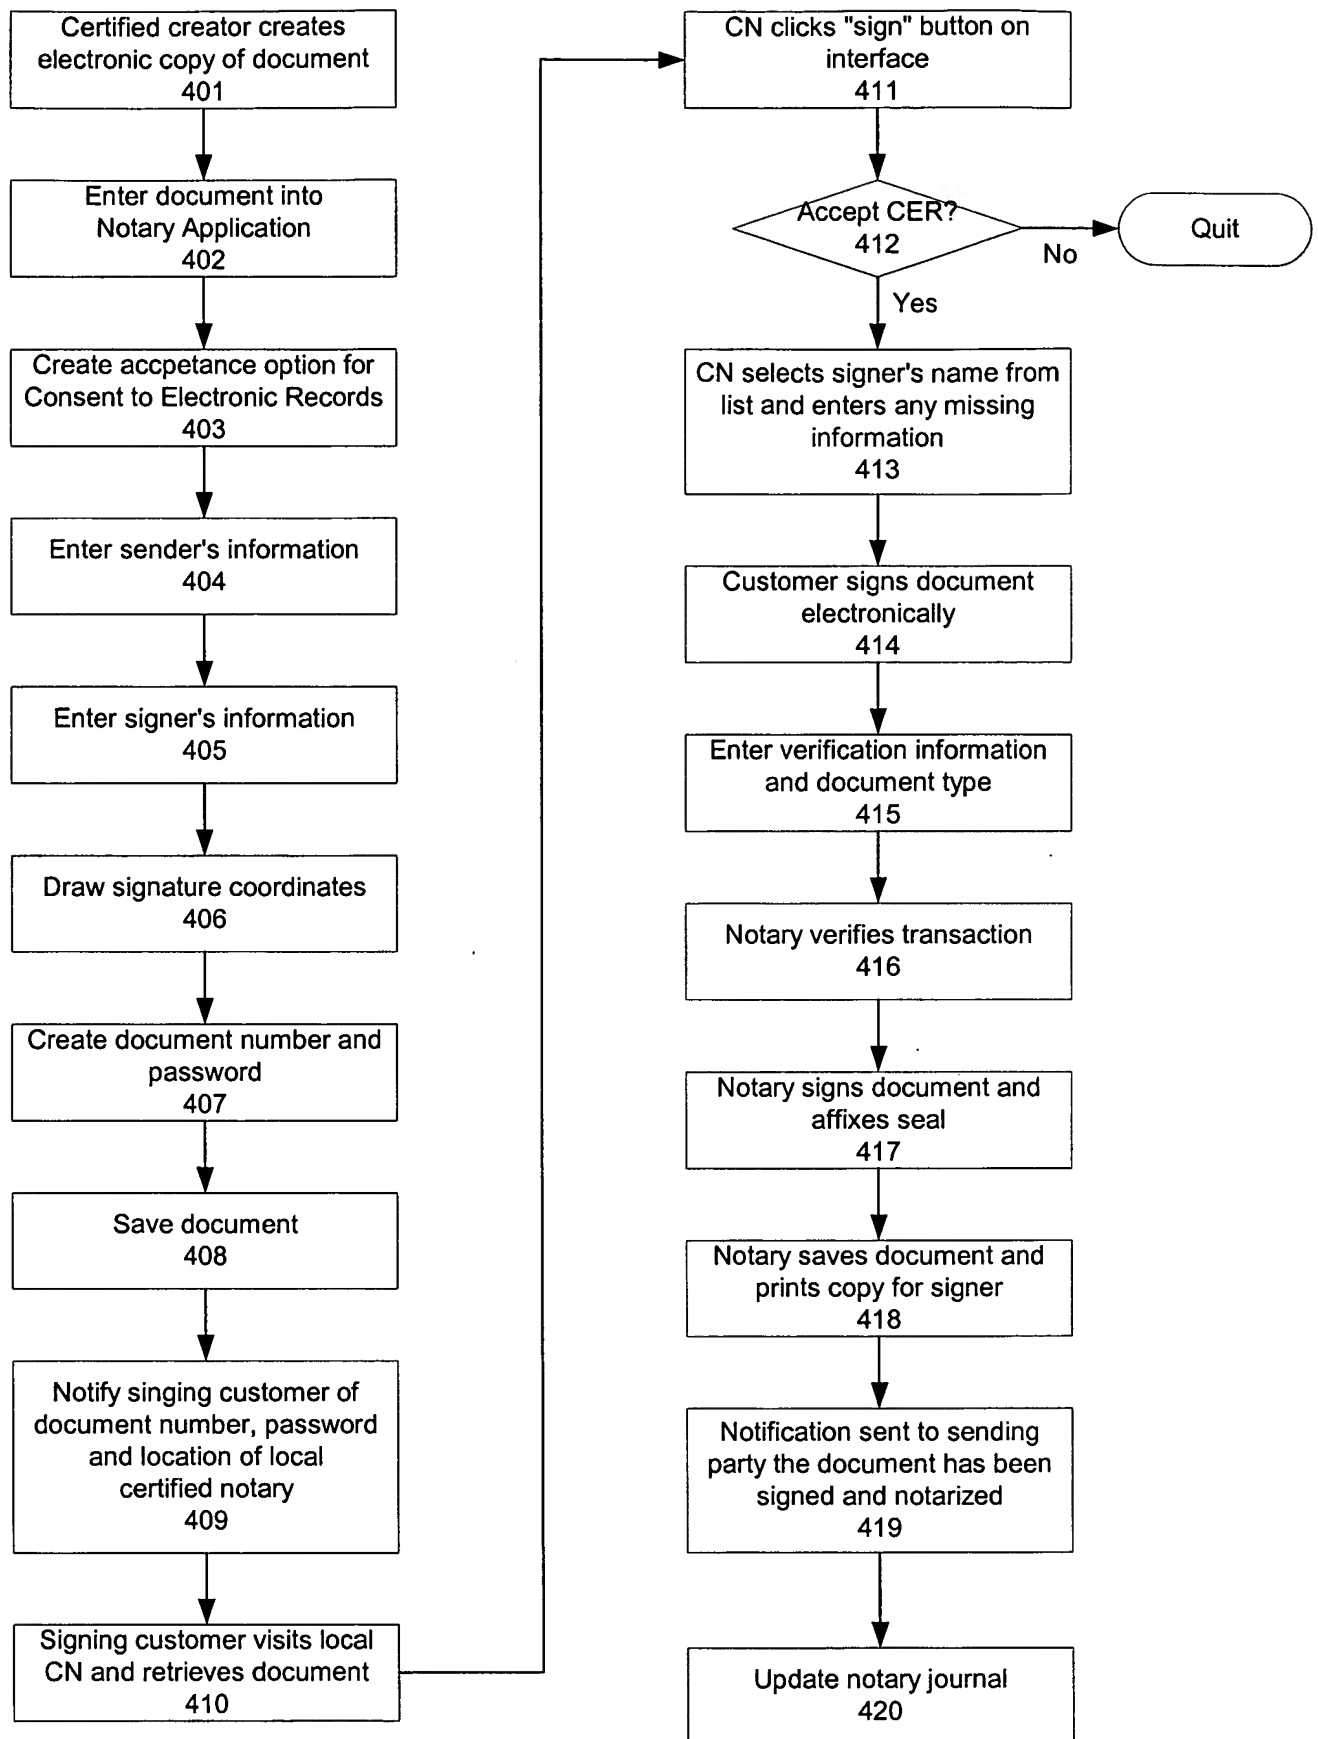 Certified creator creates
electronic copy of document
401
Enter document into
Notary Application
402
Create accpetance option for
Consent to Electronic Records
403
Enter sender's information
404
Enter signer's information
405
Draw signature coordinates
406
Create document number and
password
407
Save document
408
Notify singing customer of
document number, password
and location of local
certified notary
409
Signing customer visits local
CN and retrieves document
410
CN clicks "sign" button on
interface
411
Accept CER?
412
No
Quit
Yes
CN selects signer's name from
list and enters any missing
information
413
Customer signs document
electronically
414
Enter verification information
and document type
415
Notary verifies transaction
416
Notary signs document and
affixes seal
417
Notary saves document and
prints copy for signer
418
Notification sent to sending
party the document has been
signed and notarized
419
Update notary journal
420